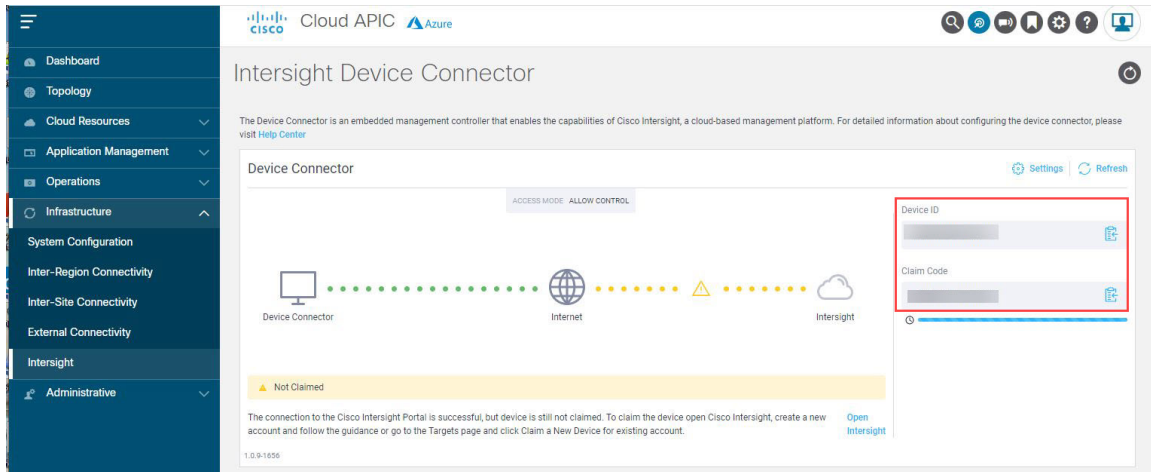 CISCO
Cloud APIC
Azure
Dashboard
Topology
Cloud Resources
Application Management
Operations
Infrastructure
System Configuration
Inter-Region Connectivity
Inter-Site Connectivity
External Connectivity
Intersight
Administrative
Intersight Device Connector
The Device Connector is an embedded management controller that enables the capabilities of Cisco Intersight, a cloud-based management platform. For detailed information about configuring the device connector, please
visit Help Center
Device Connector
Settings
Refresh
ACCESS MODE ALLOW CONTROL
Device Connector
Internet
Intersight
Device ID
Claim Code
Not Claimed
The connection to the Cisco Intersight Portal is successful, but device is still not claimed. To claim the device open Cisco Intersight, create a new
account and follow the guidance or go to the Targets page and click Claim a New Device for existing account.
Open
Intersight
1.0.9-1656